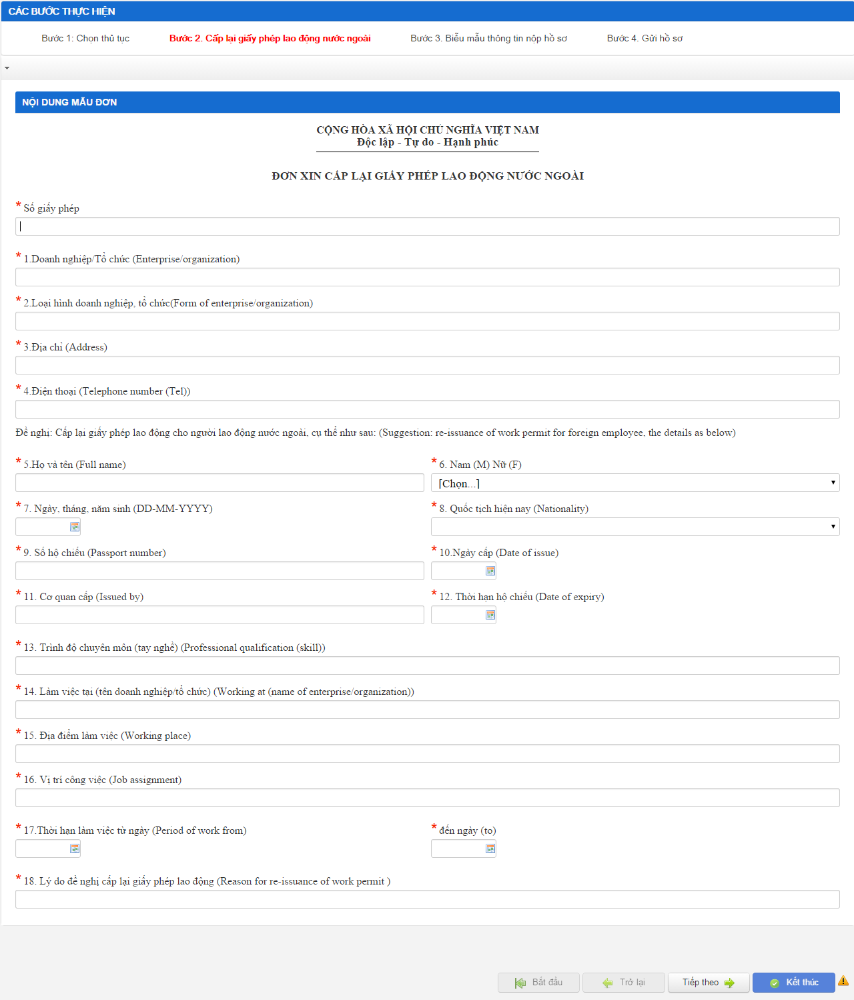 CÁC BƯỚC THỰC HIỆN
Bước 1: Chọn thủ tục Bước 2. Cấp lại giấy phép lao động nước ngoài Bước 3. Biểu mẫu thông tin nộp hồ sơ Bước 4. Gửi hồ sơ
NỘI DUNG MẪU ĐƠN
CỘNG HÒA XÃ HỘI CHỦ NGHĨA VIỆT NAM
Độc lập - Tự do - Hạnh phúc
ĐƠN XIN CẤP LẠI GIẤY PHÉP LAO ĐỘNG NƯỚC NGOÀI
* Số giấy phép
* 1.Doanh nghiệp/Tổ chức (Enterprise/organization)
* 2.Loại hình doanh nghiệp, tổ chức(Form of enterprise/organization)
* 3.Địa chỉ (Address)
* 4.Điện thoại (Telephone number (Tel))
Đề nghị: Cấp lại giấy phép lao động cho người lao động nước ngoài, cụ thể như sau: (Suggestion: re-issuance of work permit for foreign employee, the details as below)
* 5.Họ và tên (Full name) * 6. Nam (M) Nữ (F)
[Chọn...]
* 7. Ngày, tháng, năm sinh (DD-MM-YYYY) * 8. Quốc tịch hiện nay (Nationality)
* 9. Số hộ chiếu (Passport number) * 10.Ngày cấp (Date of issue)
* 11. Cơ quan cấp (Issued by) * 12. Thời hạn hộ chiếu (Date of expiry)
* 13. Trình độ chuyên môn (tay nghề) (Professional qualification (skill))
* 14. Làm việc tại (tên doanh nghiệp/tổ chức) (Working at (name of enterprise/organization))
* 15. Địa điểm làm việc (Working place)
* 16. Vị trí công việc (Job assignment)
* 17.Thời hạn làm việc từ ngày (Period of work from) * đến ngày (to)
* 18. Lý do đề nghị cấp lại giấy phép lao động (Reason for re-issuance of work permit )
Bắt đầu Trở lại Tiếp theo Kết thúc